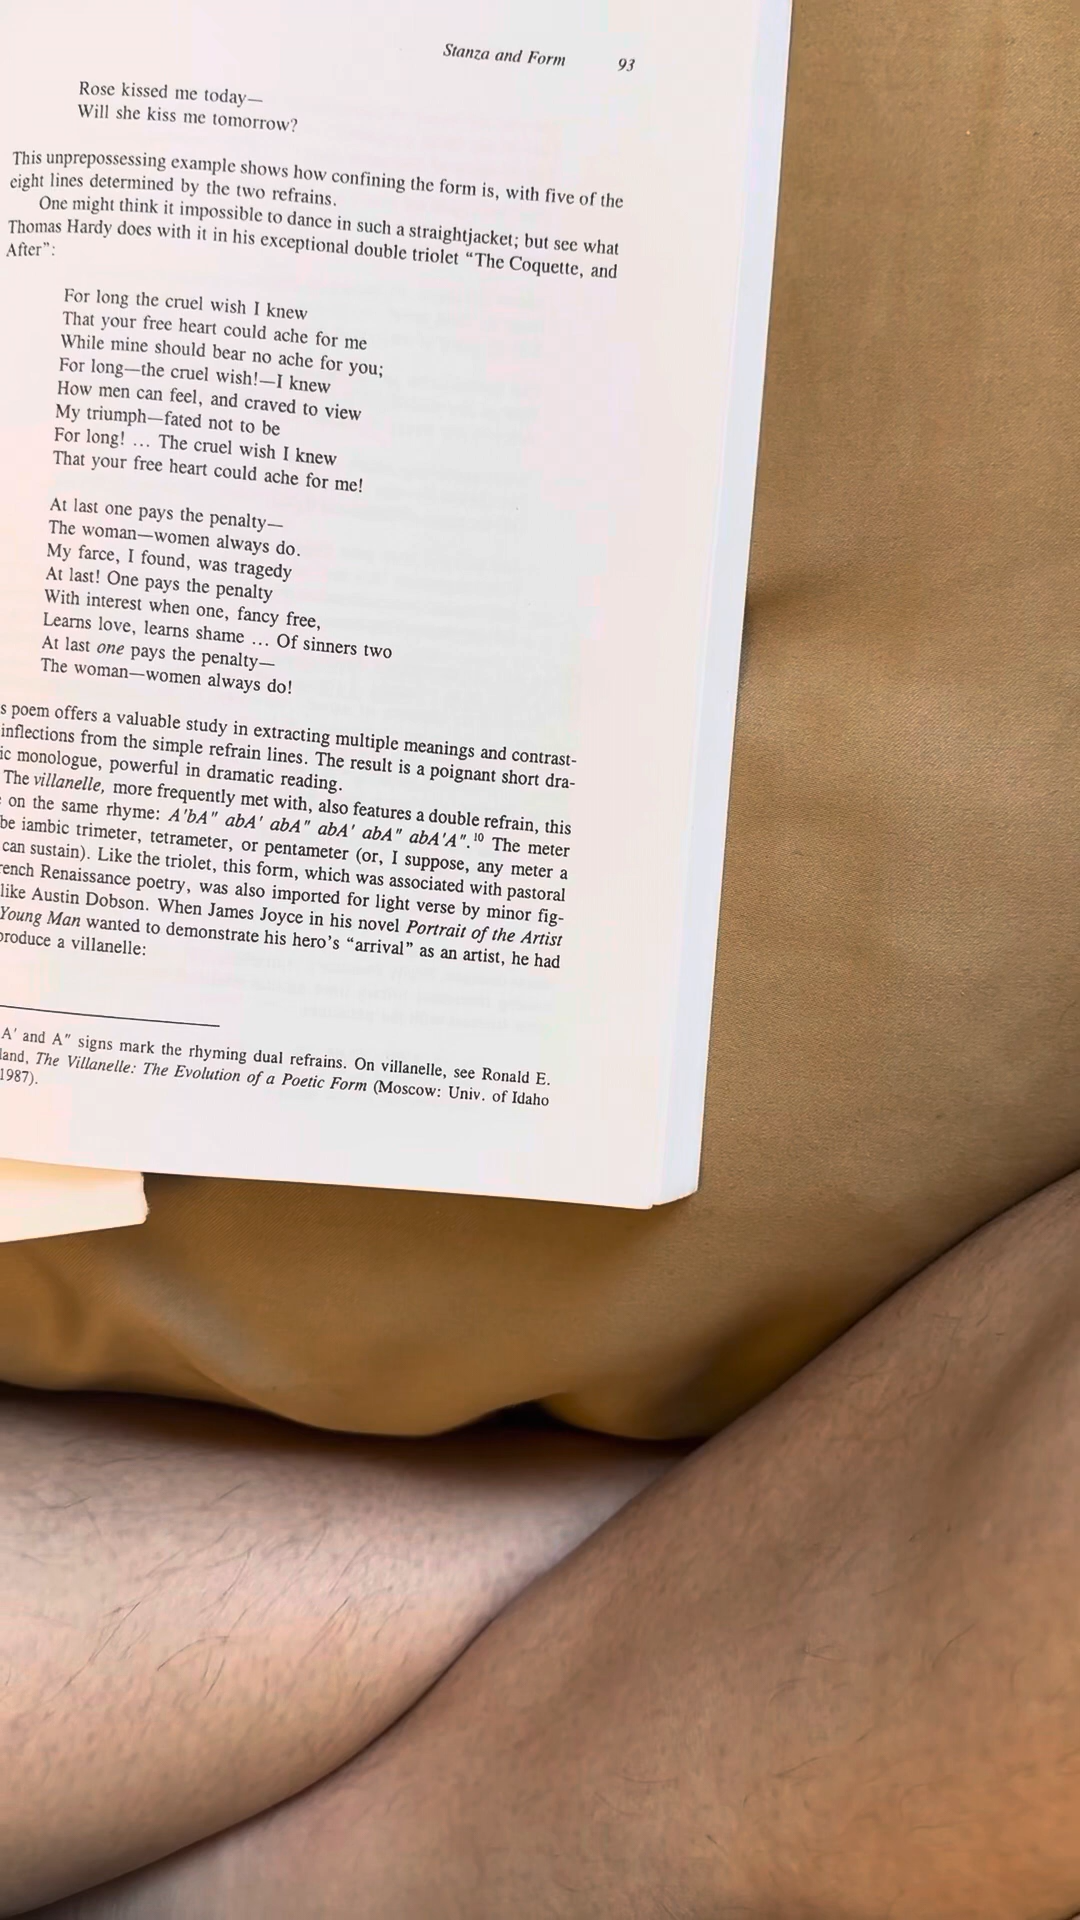 Stanza and Form 93
Rose kissed me today—
Will she kiss me tomorrow?
This unprepossessing example shows how confining the form is, with five of the
eight lines determined by the two refrains.
One might think it impossible to dance in such a straightjacket; but see what
Thomas Hardy does with it in his exceptional double triolet “The Coquette, and
After”:
For long the cruel wish I knew
That your free heart could ache for me
While mine should bear no ache for you;
For long—the cruel wish!—I knew
How men can feel, and craved to view
My triumph—fated not to be
For long! ... The cruel wish I knew
That your free heart could ache for me!
At last one pays the penalty—
The woman—women always do.
My farce, I found, was tragedy
At last! One pays the penalty
With interest when one, fancy free,
Learns love, learns shame ... Of sinners two
At last one pays the penalty—
The woman—women always do!
s poem offers a valuable study in extracting multiple meanings and contrast-
inflections from the simple refrain lines. The result is a poignant short dra-
ic monologue, powerful in dramatic reading.
The villanelle, more frequently met with, also features a double refrain, this
on the same rhyme: A′bA″ abA′ abA″ abA′ abA″ abA′A″.¹⁰ The meter
be iambic trimeter, tetrameter, or pentameter (or, I suppose, any meter a
can sustain). Like the triolet, this form, which was associated with pastoral
rench Renaissance poetry, was also imported for light verse by minor fig-
like Austin Dobson. When James Joyce in his novel Portrait of the Artist
Young Man wanted to demonstrate his hero’s “arrival” as an artist, he had
produce a villanelle:
A′ and A″ signs mark the rhyming dual refrains. On villanelle, see Ronald E.
land, The Villanelle: The Evolution of a Poetic Form (Moscow: Univ. of Idaho
1987).